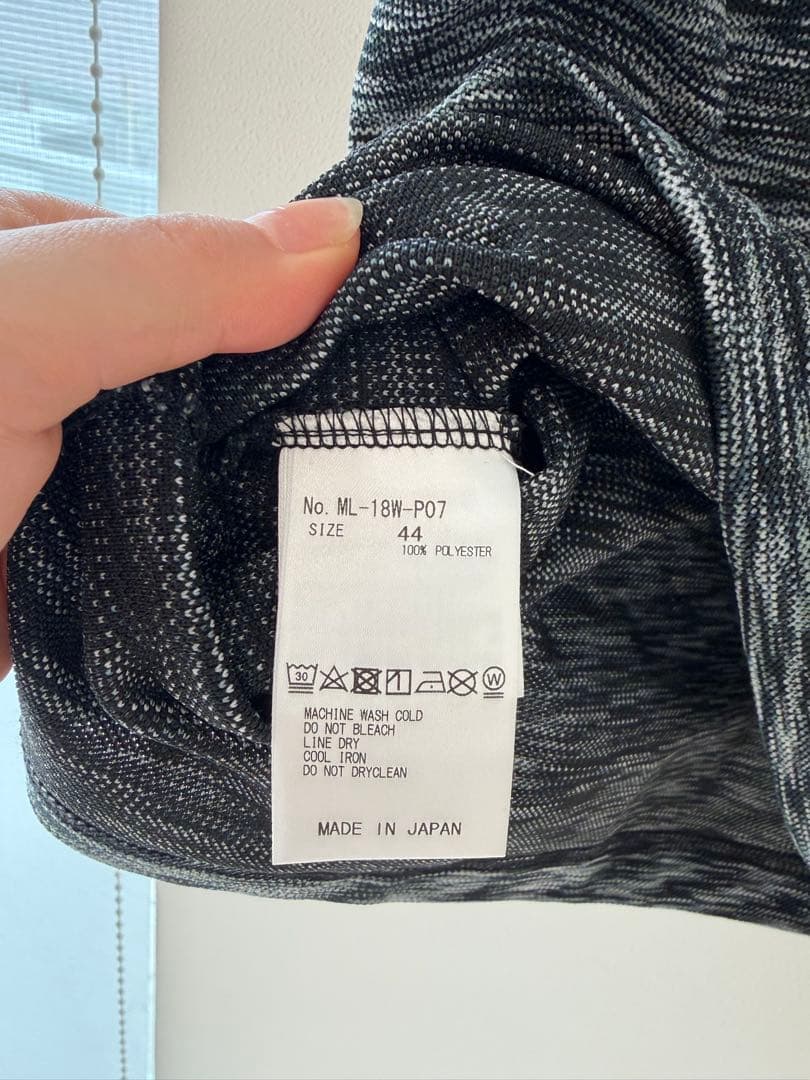 No. ML-18W-P07
SIZE 44
100% POLYESTER
30 W
MACHINE WASH COLD
DO NOT BLEACH
LINE DRY
COOL IRON
DO NOT DRYCLEAN
MADE IN JAPAN